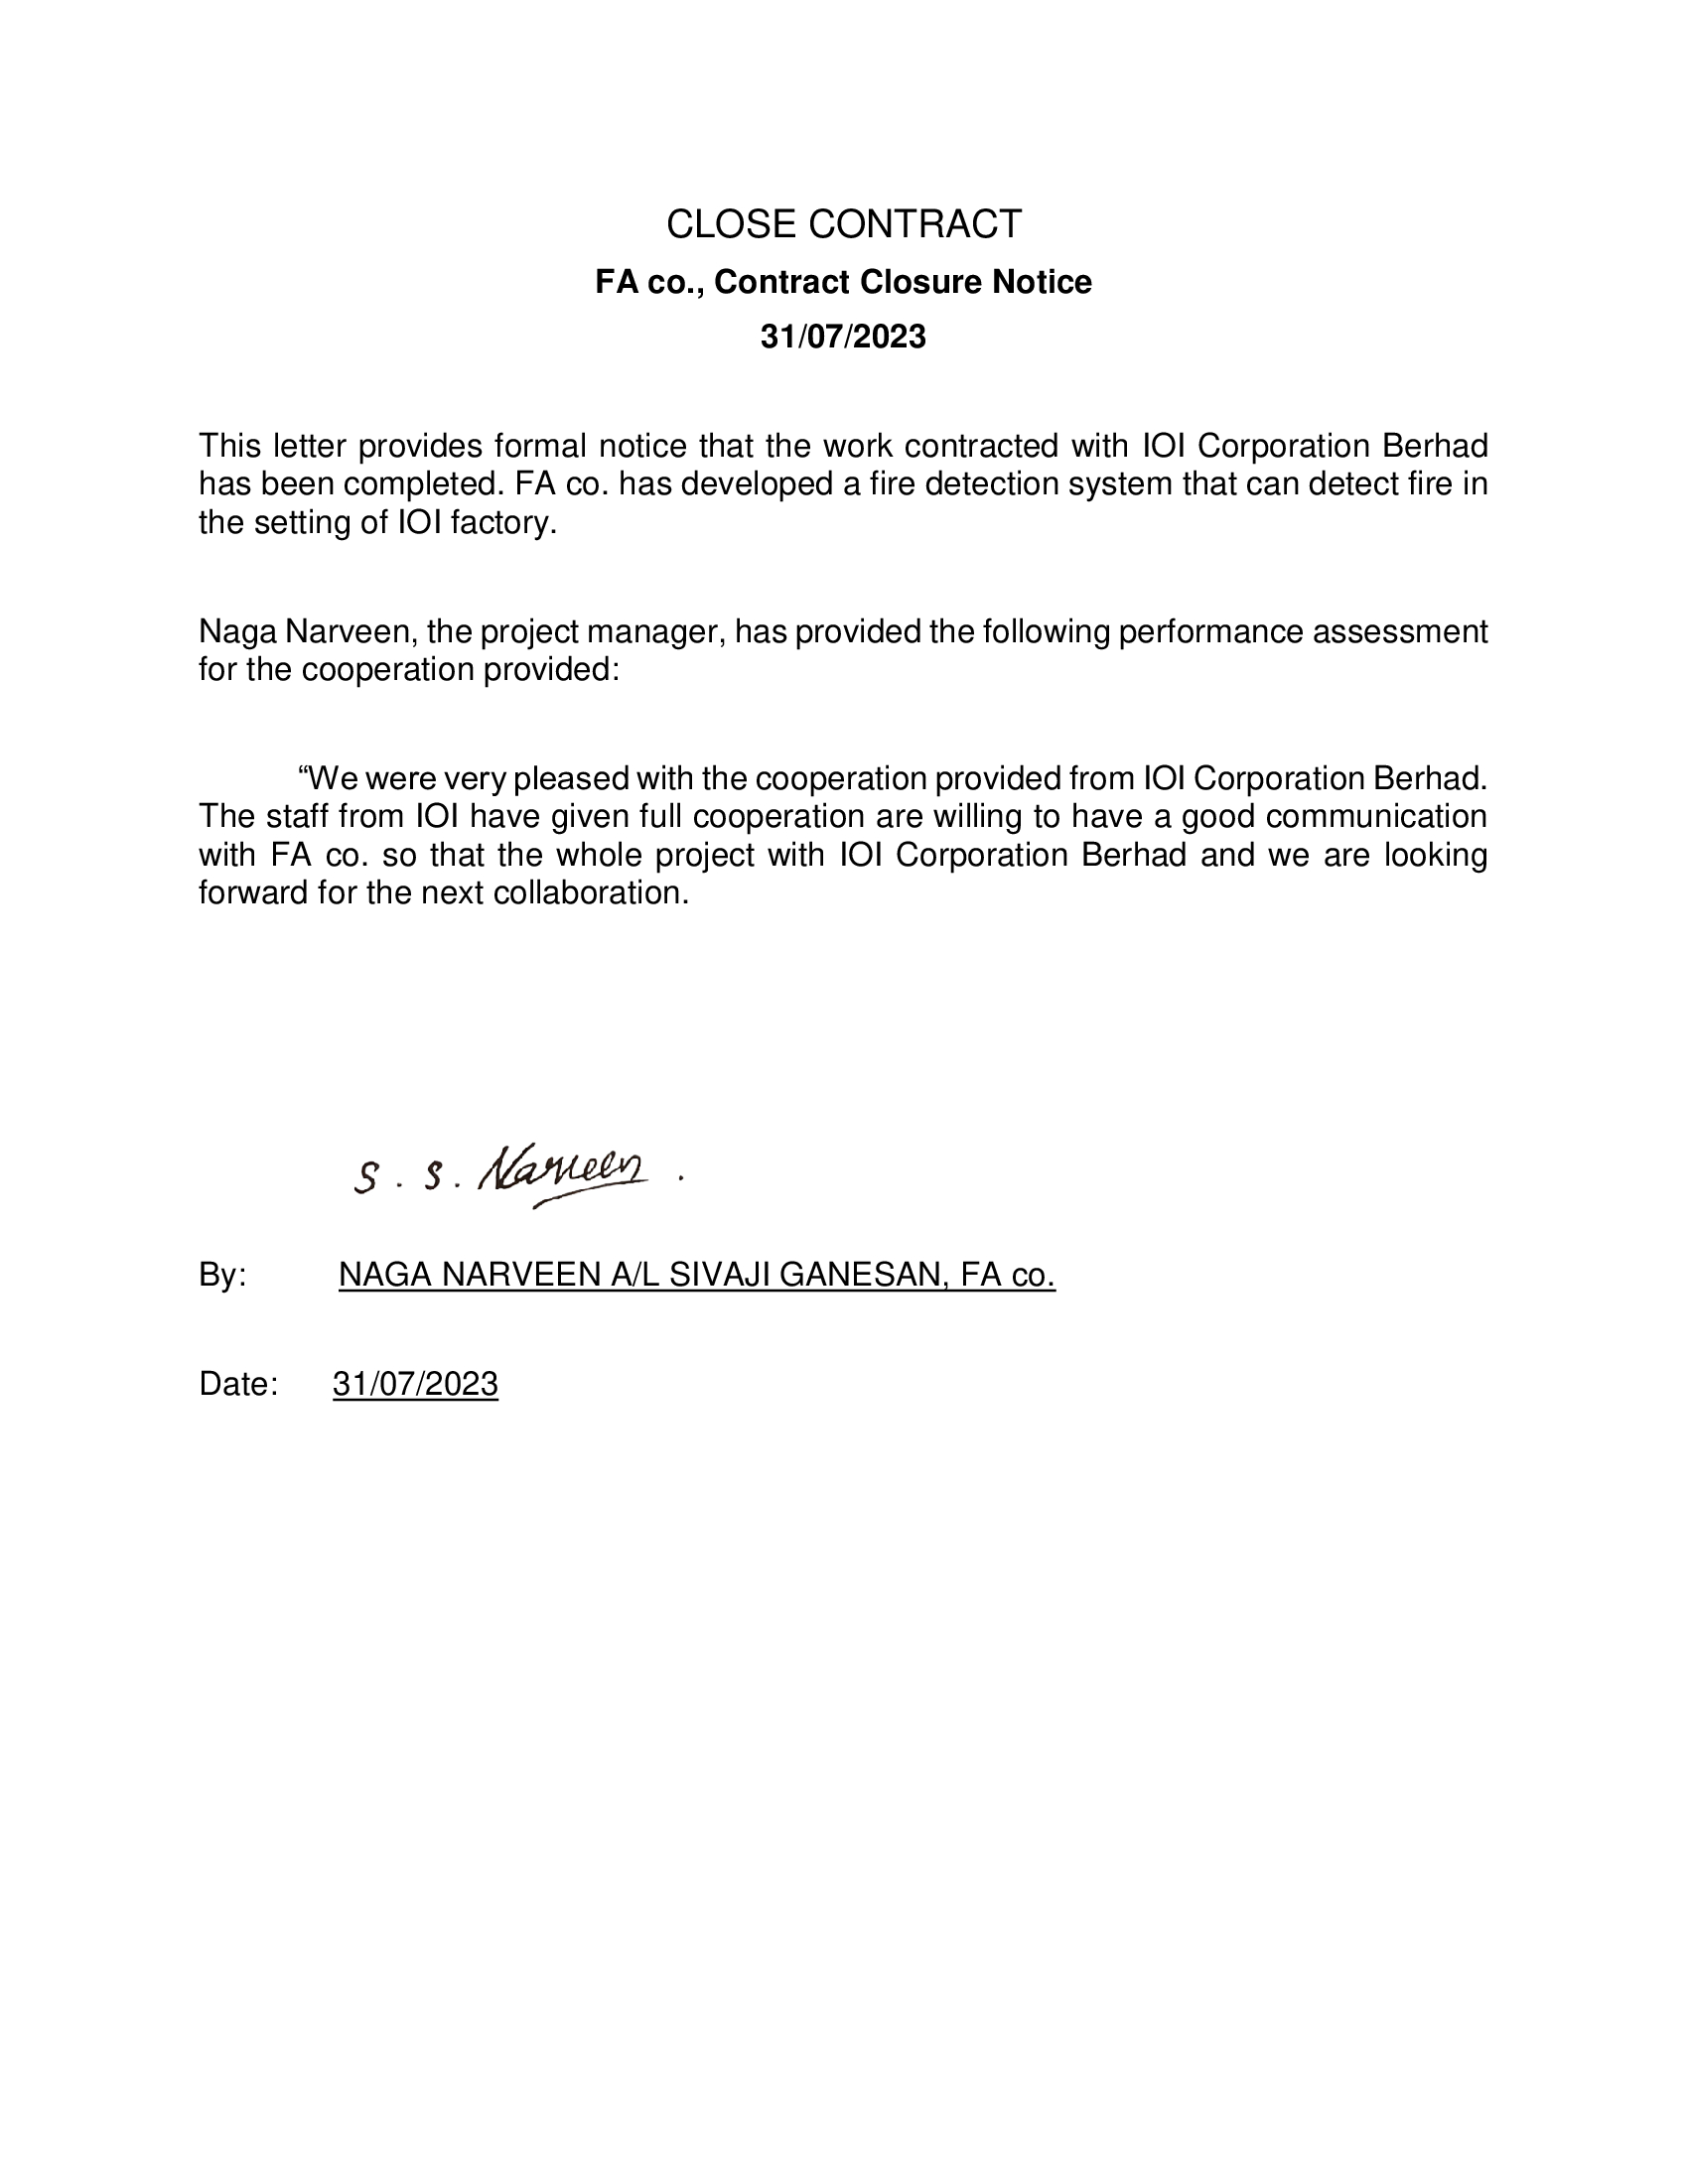 CLOSE CONTRACT
FA co., Contract Closure Notice
31/07/2023
This letter provides formal notice that the work contracted with IOI Corporation Berhad
has been completed. FA co. has developed a fire detection system that can detect fire in
the setting of IOI factory.
Naga Narveen, the project manager, has provided the following performance assessment
for the cooperation provided:
“We were very pleased with the cooperation provided from IOI Corporation Berhad.
The staff from IOI have given full cooperation are willing to have a good communication
with FA co. so that the whole project with IOI Corporation Berhad and we are looking
forward for the next collaboration.
S. S. Narveen.
By: NAGA NARVEEN A/L SIVAJI GANESAN, FA co.
Date: 31/07/2023